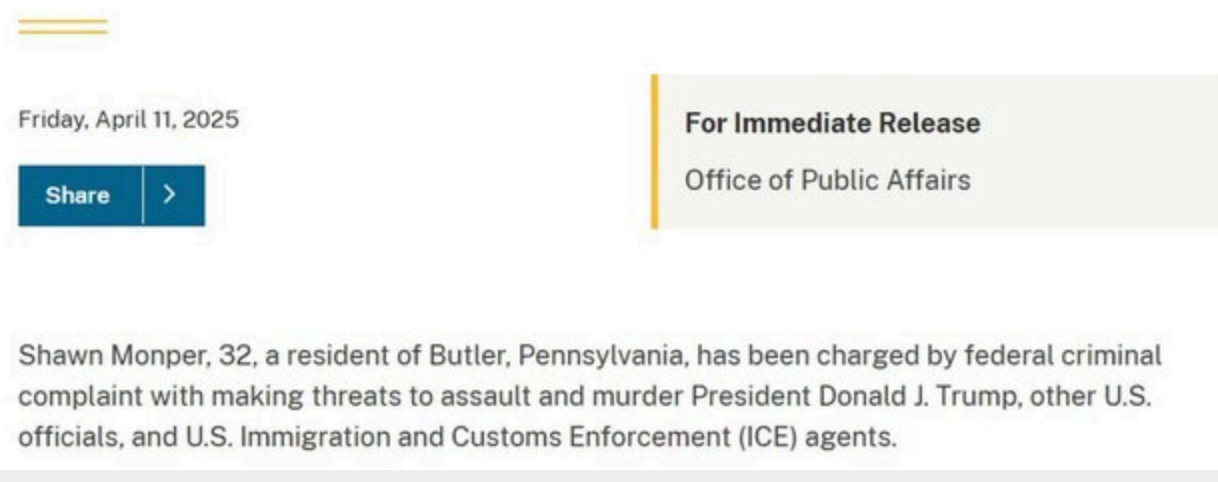 Friday, April 11, 2025
Share
For Immediate Release
Office of Public Affairs
Shawn Monper, 32, a resident of Butler, Pennsylvania, has been charged by federal criminal
complaint with making threats to assault and murder President Donald J. Trump, other U.S.
officials, and U.S. Immigration and Customs Enforcement (ICE) agents.